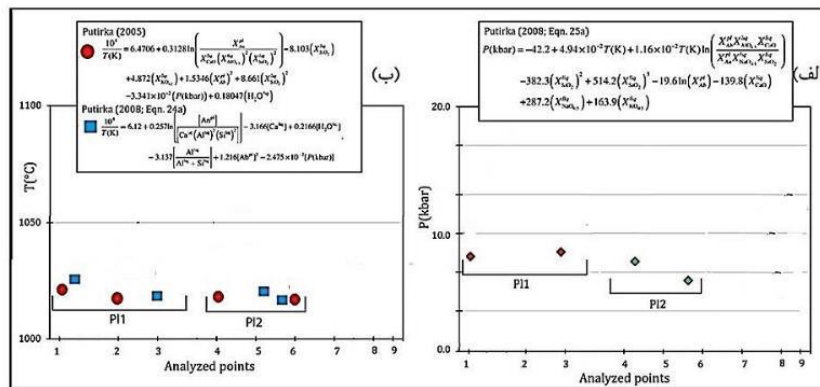 (ب)
Putirka (2005)
10⁴/T(K) = 6.4706 + 0.3128ln(X^pl_An / (X^liq_CaO (X^liq_AlO1.5)² (X^liq_SiO2)²)) − 8.103(X^liq_SiO2)
+4.872(X^liq_KO0.5) + 1.5346(X^pl_Ab)² + 8.661(X^liq_SiO2)²
−3.341×10⁻²(P(kbar)) + 0.18047(H₂O^liq)
Putirka (2008; Eqn. 24a)
10⁴/T(K) = 6.12 + 0.257ln([An^pl] / [Ca^liq (Al^liq)² (Si^liq)²]) − 3.166[Ca^liq] + 0.2166[H₂O^liq]
−3.137[Al^liq / Al^liq + Si^liq] + 1.216[Ab^pl]² − 2.475×10⁻²[P(kbar)]
1100
1050
1000
T(°C)
Pl1
Pl2
1 2 3 4 5 6 7 8 9
Analyzed points
الف)
Putirka (2008; Eqn. 25a)
P(kbar) = −42.2 + 4.94×10⁻²T(K) + 1.16×10⁻²T(K)ln(X^pl_Ab X^liq_AlO1.5 X^liq_CaO / X^pl_An X^liq_NaO0.5 X^liq_SiO2)
−382.3(X^liq_SiO2)² + 514.2(X^liq_SiO2)³ − 19.6ln(X^pl_Ab) − 139.8(X^liq_CaO)
+287.2(X^liq_NaO0.5) + 163.9(X^liq_KO0.5)
20.0
10.0
0.0
P(kbar)
Pl1
Pl2
1 2 3 4 5 6 7 8 9
Analyzed points